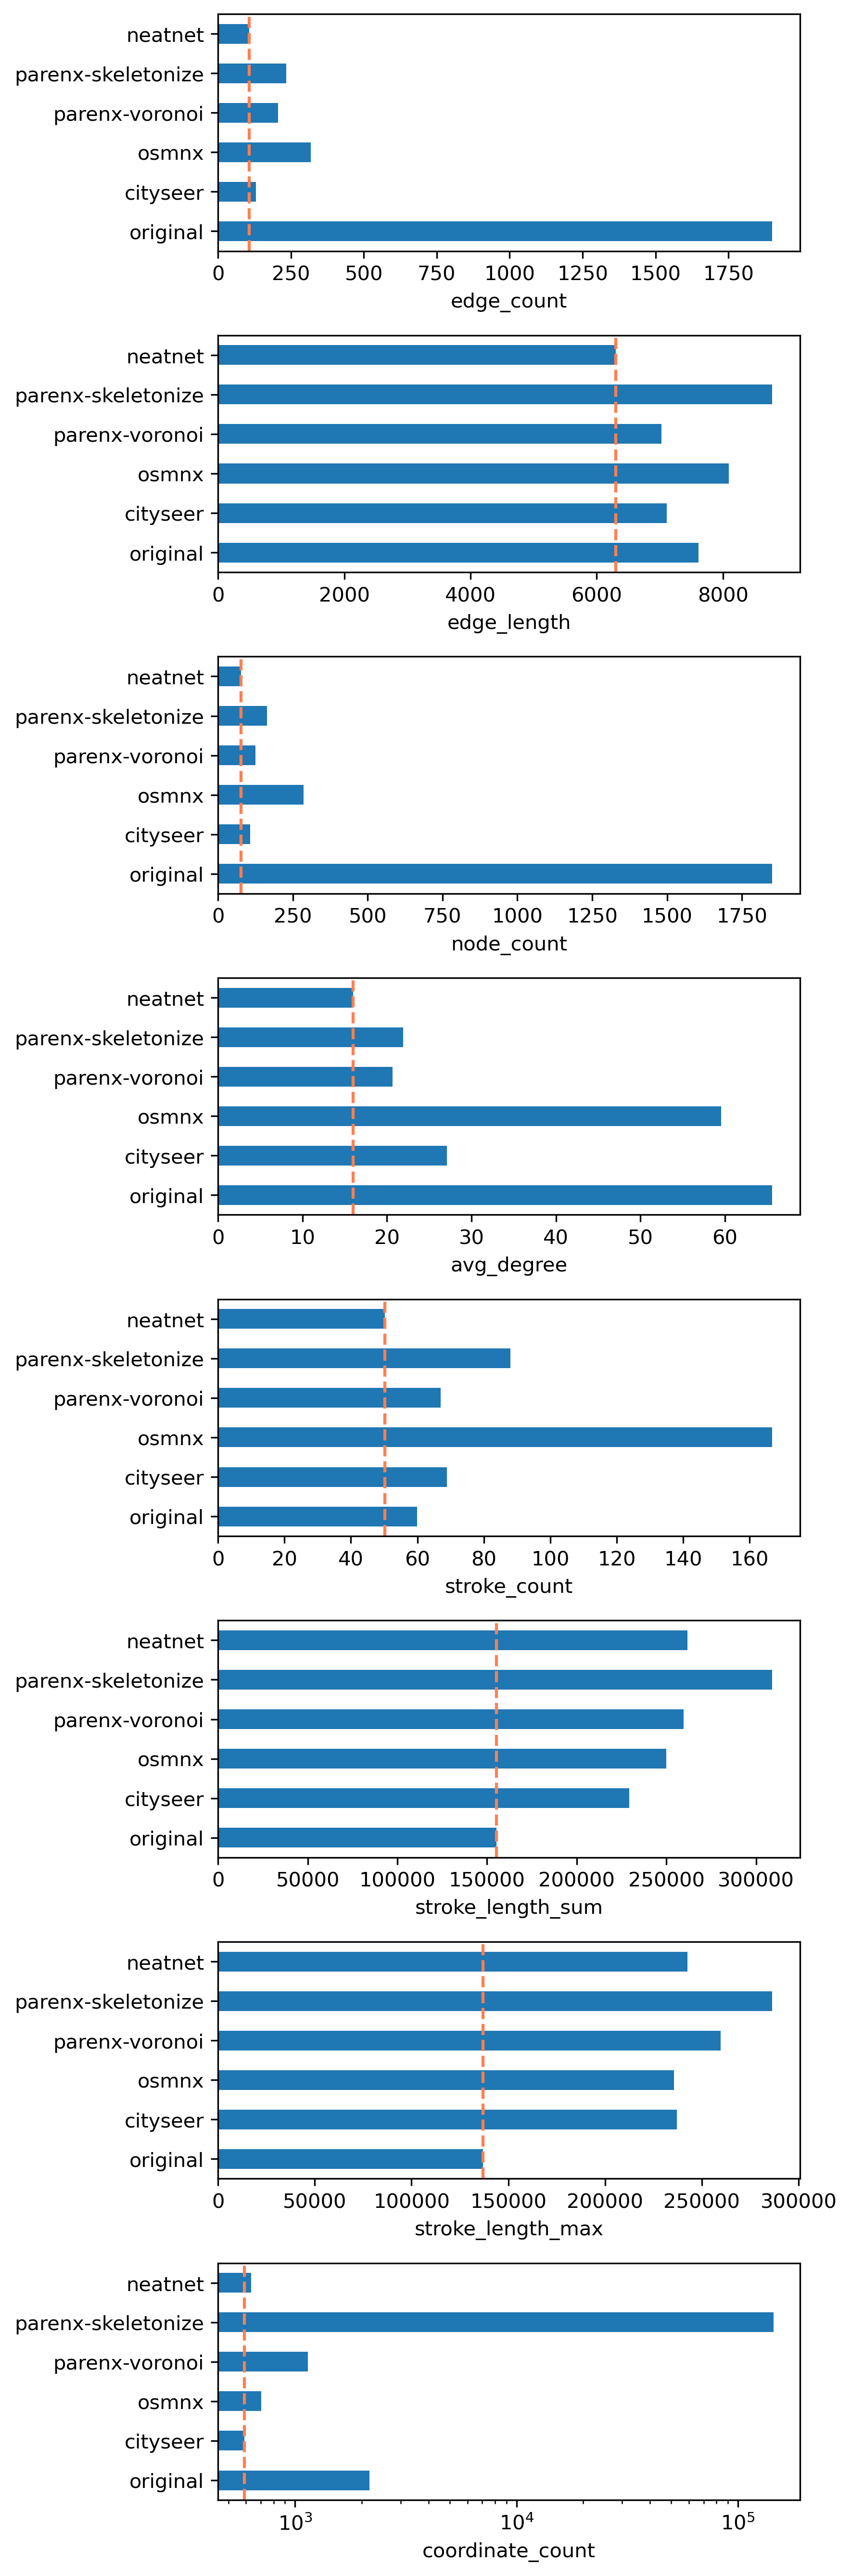 neatnet
parenx-skeletonize
parenx-voronoi
osmnx
cityseer
original
0 250 500 750 1000 1250 1500 1750
edge_count
neatnet
parenx-skeletonize
parenx-voronoi
osmnx
cityseer
original
0 2000 4000 6000 8000
edge_length
neatnet
parenx-skeletonize
parenx-voronoi
osmnx
cityseer
original
0 250 500 750 1000 1250 1500 1750
node_count
neatnet
parenx-skeletonize
parenx-voronoi
osmnx
cityseer
original
0 10 20 30 40 50 60
avg_degree
neatnet
parenx-skeletonize
parenx-voronoi
osmnx
cityseer
original
0 20 40 60 80 100 120 140 160
stroke_count
neatnet
parenx-skeletonize
parenx-voronoi
osmnx
cityseer
original
0 50000 100000 150000 200000 250000 300000
stroke_length_sum
neatnet
parenx-skeletonize
parenx-voronoi
osmnx
cityseer
original
0 50000 100000 150000 200000 250000 300000
stroke_length_max
neatnet
parenx-skeletonize
parenx-voronoi
osmnx
cityseer
original
10³ 10⁴ 10⁵
coordinate_count